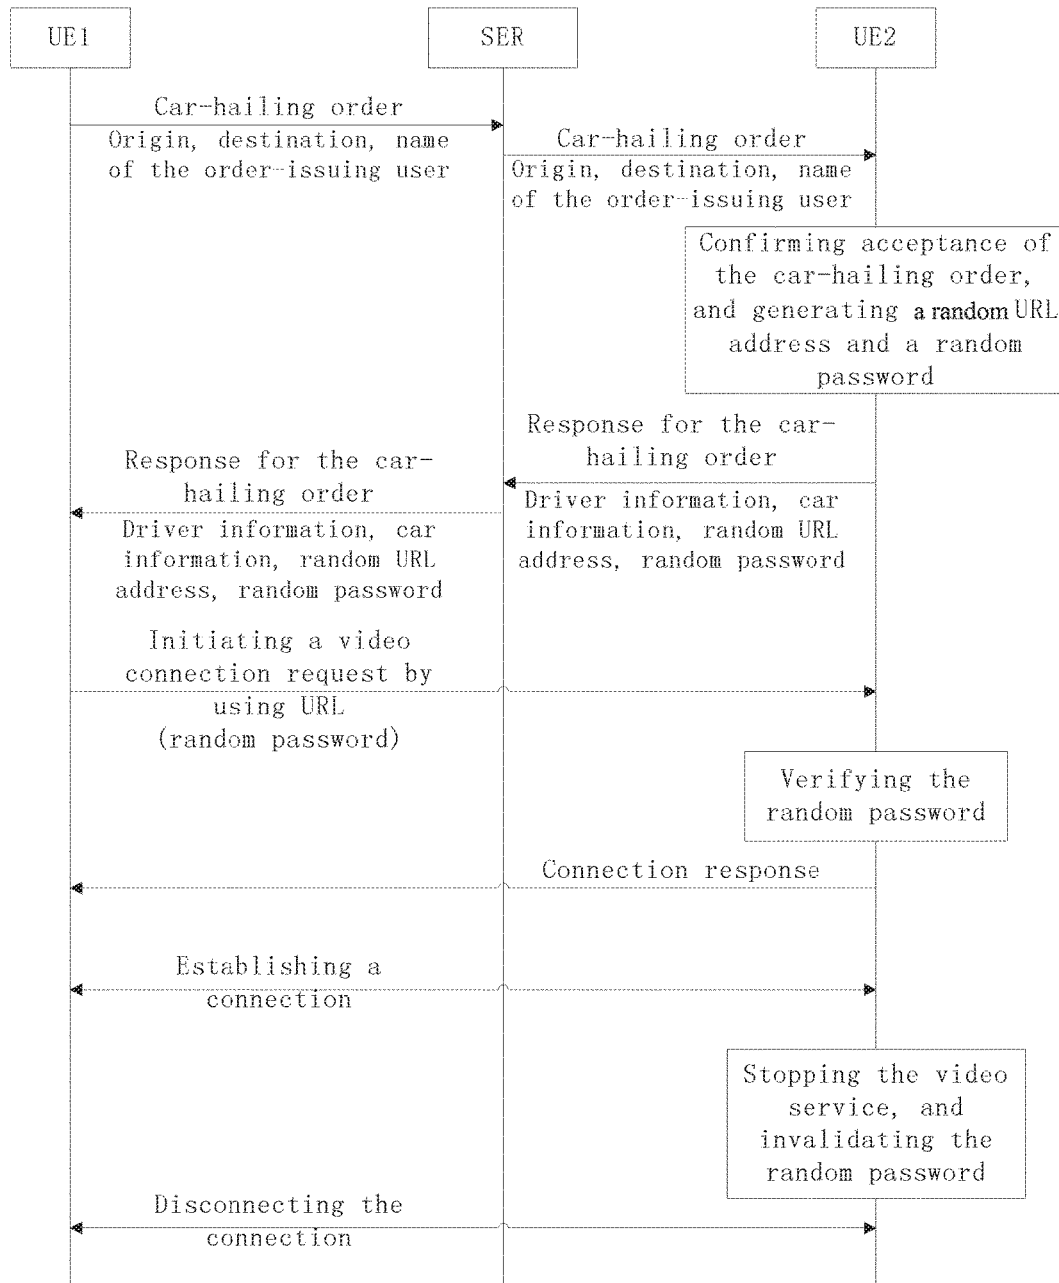 UE1
SER
UE2
Car-hailing order
Origin, destination, name
of the order-issuing user
Car-hailing order
Origin, destination, name
of the order-issuing user
Confirming acceptance of
the car-hailing order,
and generating a random URL
address and a random
password
Response for the car-
hailing order
Driver information, car
information, random URL
address, random password
Response for the car-
hailing order
Driver information, car
information, random URL
address, random password
Initiating a video
connection request by
using URL
(random password)
Verifying the
random password
Connection response
Establishing a
connection
Stopping the video
service, and
invalidating the
random password
Disconnecting the
connection